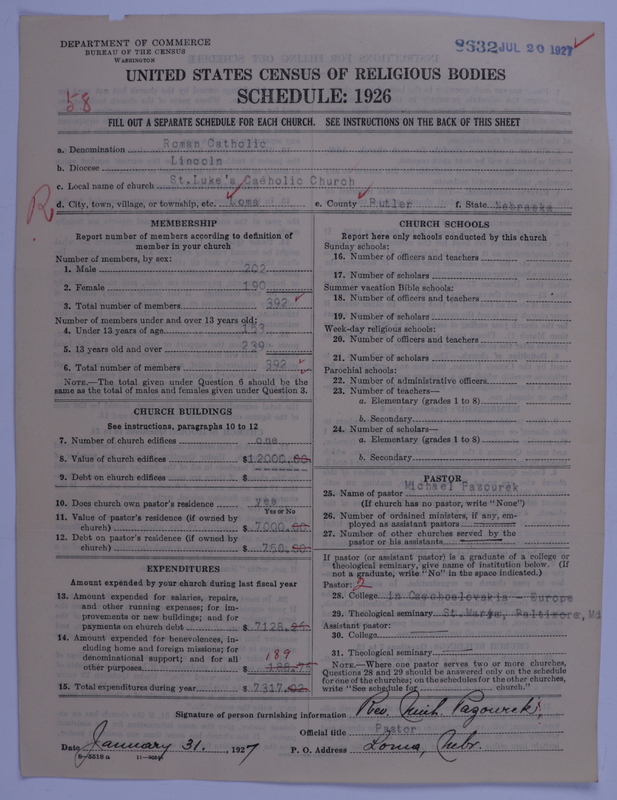 DEPARTMENT OF COMMERCE
BUREAU OF THE CENSUS
WASHINGTON
9632 JUL 20 1927
UNITED STATES CENSUS OF RELIGIOUS BODIES
SCHEDULE: 1926
58
FILL OUT A SEPARATE SCHEDULE FOR EACH CHURCH. SEE INSTRUCTIONS ON THE BACK OF THIS SHEET
a. Denomination Roman Catholic
b. Diocese Lincoln
c. Local name of church St.Luke's Catholic Church
R d. City, town, village, or township, etc. Loma e. County Butler f. State Nebraska
MEMBERSHIP
Report number of members according to definition of
member in your church
Number of members, by sex:
1. Male 202
2. Female 190
3. Total number of members 392
Number of members under and over 13 years old:
4. Under 13 years of age 153
5. 13 years old and over 239
6. Total number of members 392
NOTE.—The total given under Question 6 should be the
same as the total of males and females given under Question 3.
CHURCH BUILDINGS
See instructions, paragraphs 10 to 12
7. Number of church edifices one
8. Value of church edifices $12000.00
9. Debt on church edifices $
10. Does church own pastor's residence yes
Yes or No
11. Value of pastor's residence (if owned by
church) $ 7000.00
12. Debt on pastor's residence (if owned by
church) $ 750.00
EXPENDITURES
Amount expended by your church during last fiscal year
13. Amount expended for salaries, repairs,
and other running expenses; for im-
provements or new buildings; and for
payments on church debt $ 7128.25
14. Amount expended for benevolences, in-
cluding home and foreign missions; for
denominational support; and for all 189
other purposes $ 188.75
15. Total expenditures during year $ 7317.02
CHURCH SCHOOLS
Report here only schools conducted by this church
Sunday schools:
16. Number of officers and teachers
17. Number of scholars
Summer vacation Bible schools:
18. Number of officers and teachers
19. Number of scholars
Week-day religious schools:
20. Number of officers and teachers
21. Number of scholars
Parochial schools:
22. Number of administrative officers
23. Number of teachers—
a. Elementary (grades 1 to 8)
b. Secondary
24. Number of scholars—
a. Elementary (grades 1 to 8)
b. Secondary
PASTOR
25. Name of pastor Michael Pazourek
(If church has no pastor, write "None")
26. Number of ordained ministers, if any, em-
ployed as assistant pastors
27. Number of other churches served by the
pastor or his assistants
If pastor (or assistant pastor) is a graduate of a college or
theological seminary, give name of institution below. (If
not a graduate, write "No" in the space indicated.)
Pastor: 2
28. College in Czechoslovakia - Europe
29. Theological seminary St.Marys, Baltimore, Md
Assistant pastor:
30. College
31. Theological seminary
NOTE.—Where one pastor serves two or more churches,
Questions 28 and 29 should be answered only on the schedule
for one of the churches; on the schedules for the other churches,
write "See schedule for church."
Signature of person furnishing information Rev. Mich. Pazourek,
Official title Pastor
Date January 31. , 1927 P. O. Address Loma, Nebr.